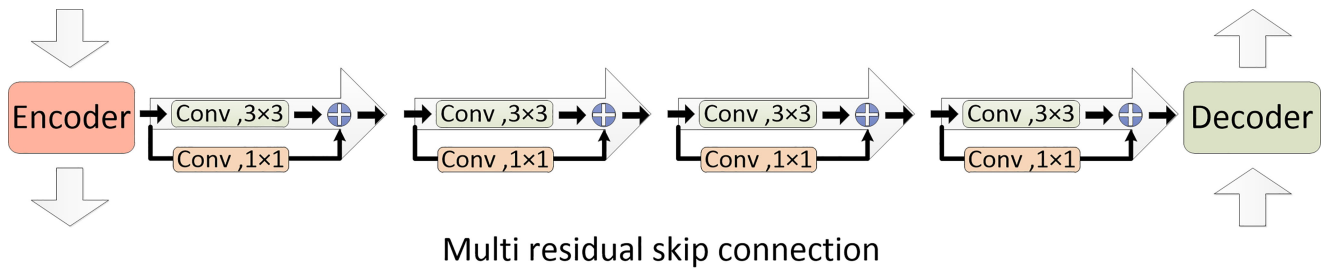 Encoder
Conv ,3×3
Conv ,1×1
Conv ,3×3
Conv ,1×1
Conv ,3×3
Conv ,1×1
Conv ,3×3
Conv ,1×1
Decoder
Multi residual skip connection